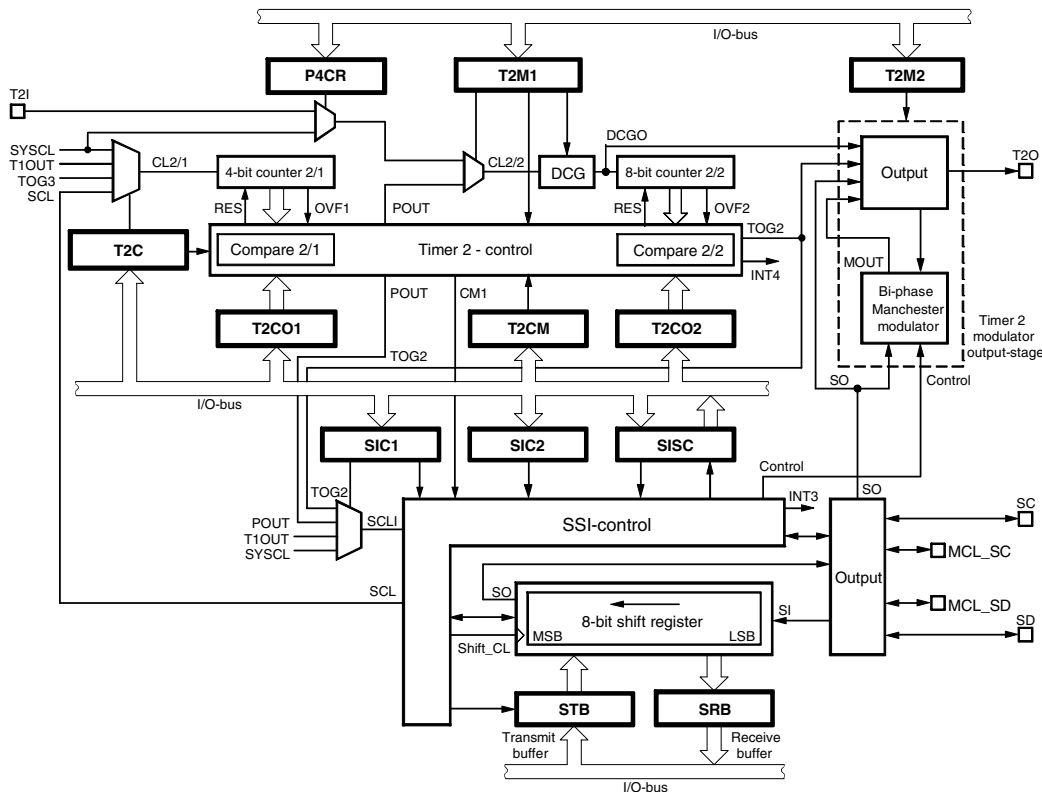 I/O-bus
P4CR
T2M1
T2M2
T2I
SYSCL
T1OUT
TOG3
SCL
CL2/1
4-bit counter 2/1
CL2/2
DCG
DCGO
8-bit counter 2/2
Output
T2O
RES
OVF1
POUT
RES
OVF2
TOG2
T2C
Compare 2/1
Timer 2 - control
Compare 2/2
INT4
MOUT
Bi-phase
Manchester
modulator
Timer 2
modulator
output-stage
POUT
CM1
T2CO1
T2CM
T2CO2
TOG2
I/O-bus
SO
Control
SIC1
SIC2
SISC
Control
TOG2
POUT
T1OUT
SYSCL
SCLI
SSI-control
INT3
SO
SC
MCL_SC
Output
MCL_SD
SD
SCL
SO
SI
8-bit shift register
MSB
LSB
Shift_CL
STB
SRB
Transmit
buffer
Receive
buffer
I/O-bus